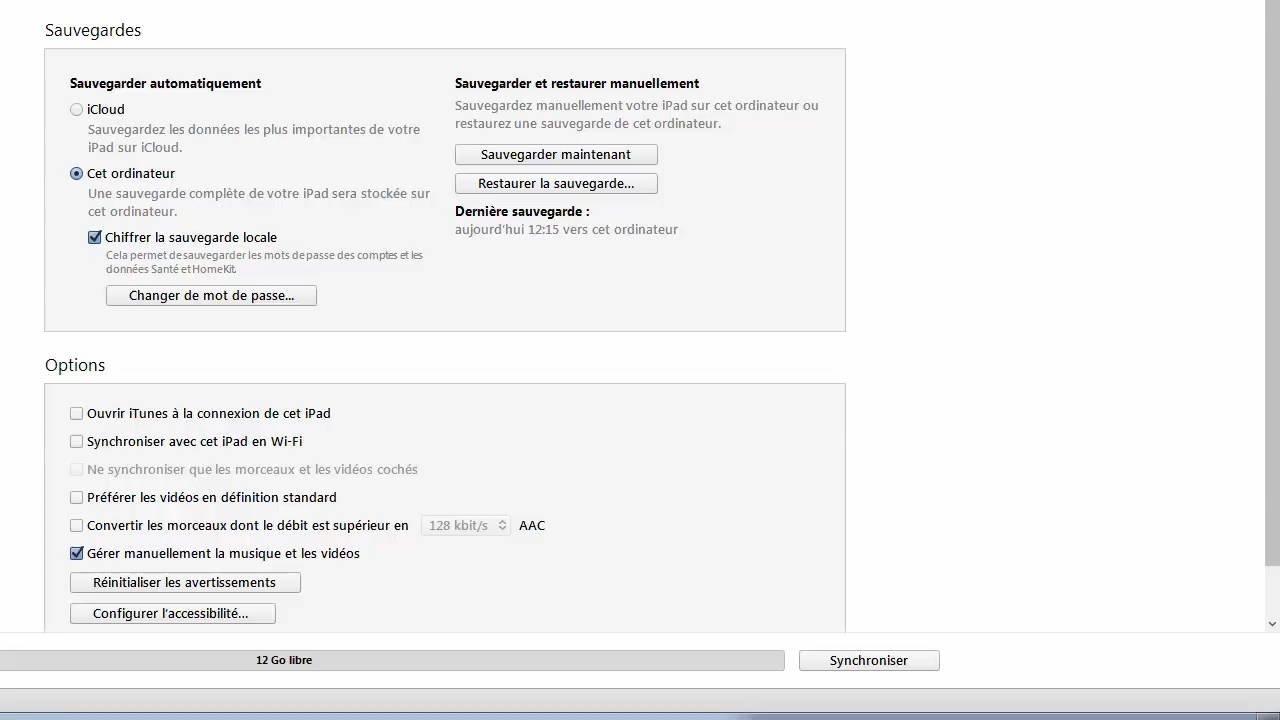 Sauvegardes
Sauvegarder automatiquement
iCloud
Sauvegardez les données les plus importantes de votre
iPad sur iCloud.
Cet ordinateur
Une sauvegarde complète de votre iPad sera stockée sur
cet ordinateur.
Chiffrer la sauvegarde locale
Cela permet de sauvegarder les mots de passe des comptes et les
données Santé et HomeKit.
Changer de mot de passe...
Sauvegarder et restaurer manuellement
Sauvegardez manuellement votre iPad sur cet ordinateur ou
restaurez une sauvegarde de cet ordinateur.
Sauvegarder maintenant
Restaurer la sauvegarde...
Dernière sauvegarde :
aujourd'hui 12:15 vers cet ordinateur
Options
Ouvrir iTunes à la connexion de cet iPad
Synchroniser avec cet iPad en Wi-Fi
Ne synchroniser que les morceaux et les vidéos cochés
Préférer les vidéos en définition standard
Convertir les morceaux dont le débit est supérieur en 128 kbit/s AAC
Gérer manuellement la musique et les vidéos
Réinitialiser les avertissements
Configurer l'accessibilité...
12 Go libre
Synchroniser